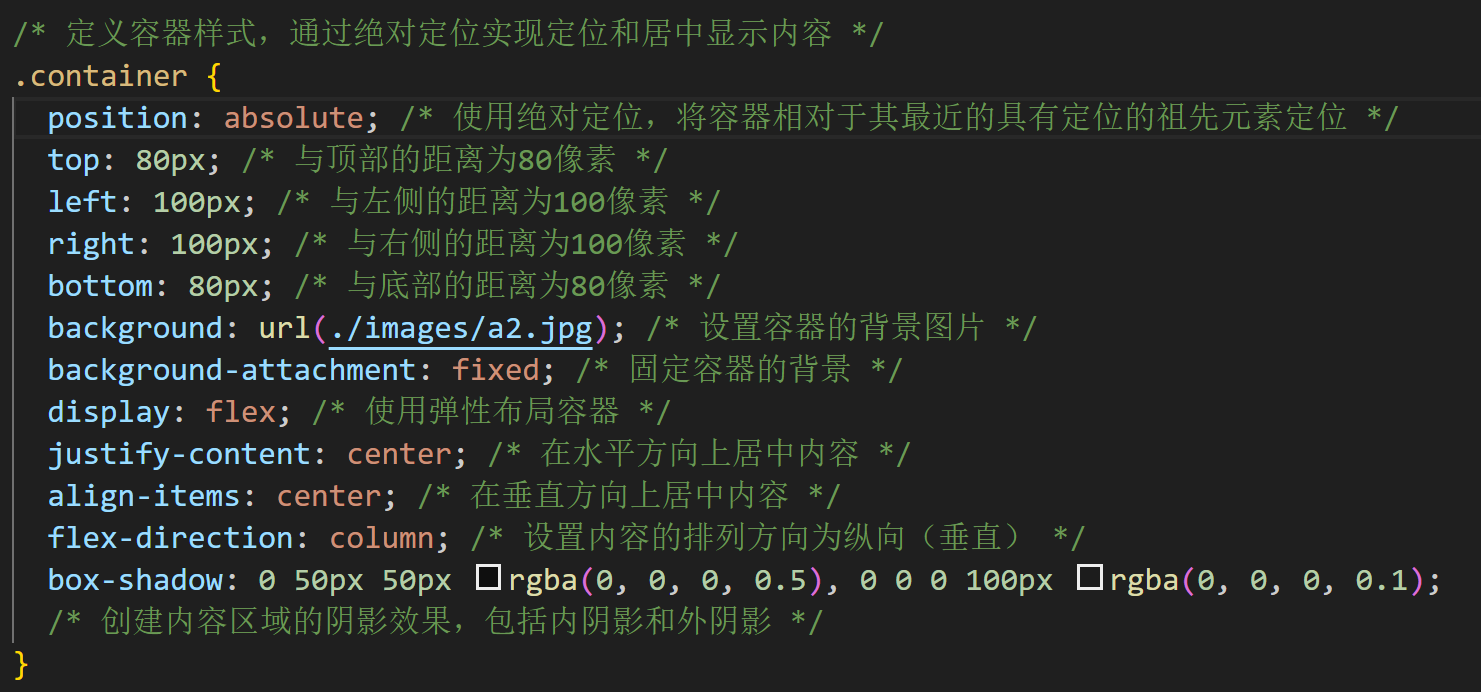 /* 定义容器样式，通过绝对定位实现定位和居中显示内容 */
.container {
position: absolute; /* 使用绝对定位，将容器相对于其最近的具有定位的祖先元素定位 */
top: 80px; /* 与顶部的距离为80像素 */
left: 100px; /* 与左侧的距离为100像素 */
right: 100px; /* 与右侧的距离为100像素 */
bottom: 80px; /* 与底部的距离为80像素 */
background: url(./images/a2.jpg); /* 设置容器的背景图片 */
background-attachment: fixed; /* 固定容器的背景 */
display: flex; /* 使用弹性布局容器 */
justify-content: center; /* 在水平方向上居中内容 */
align-items: center; /* 在垂直方向上居中内容 */
flex-direction: column; /* 设置内容的排列方向为纵向（垂直） */
box-shadow: 0 50px 50px rgba(0, 0, 0, 0.5), 0 0 0 100px rgba(0, 0, 0, 0.1);
/* 创建内容区域的阴影效果，包括内阴影和外阴影 */
}